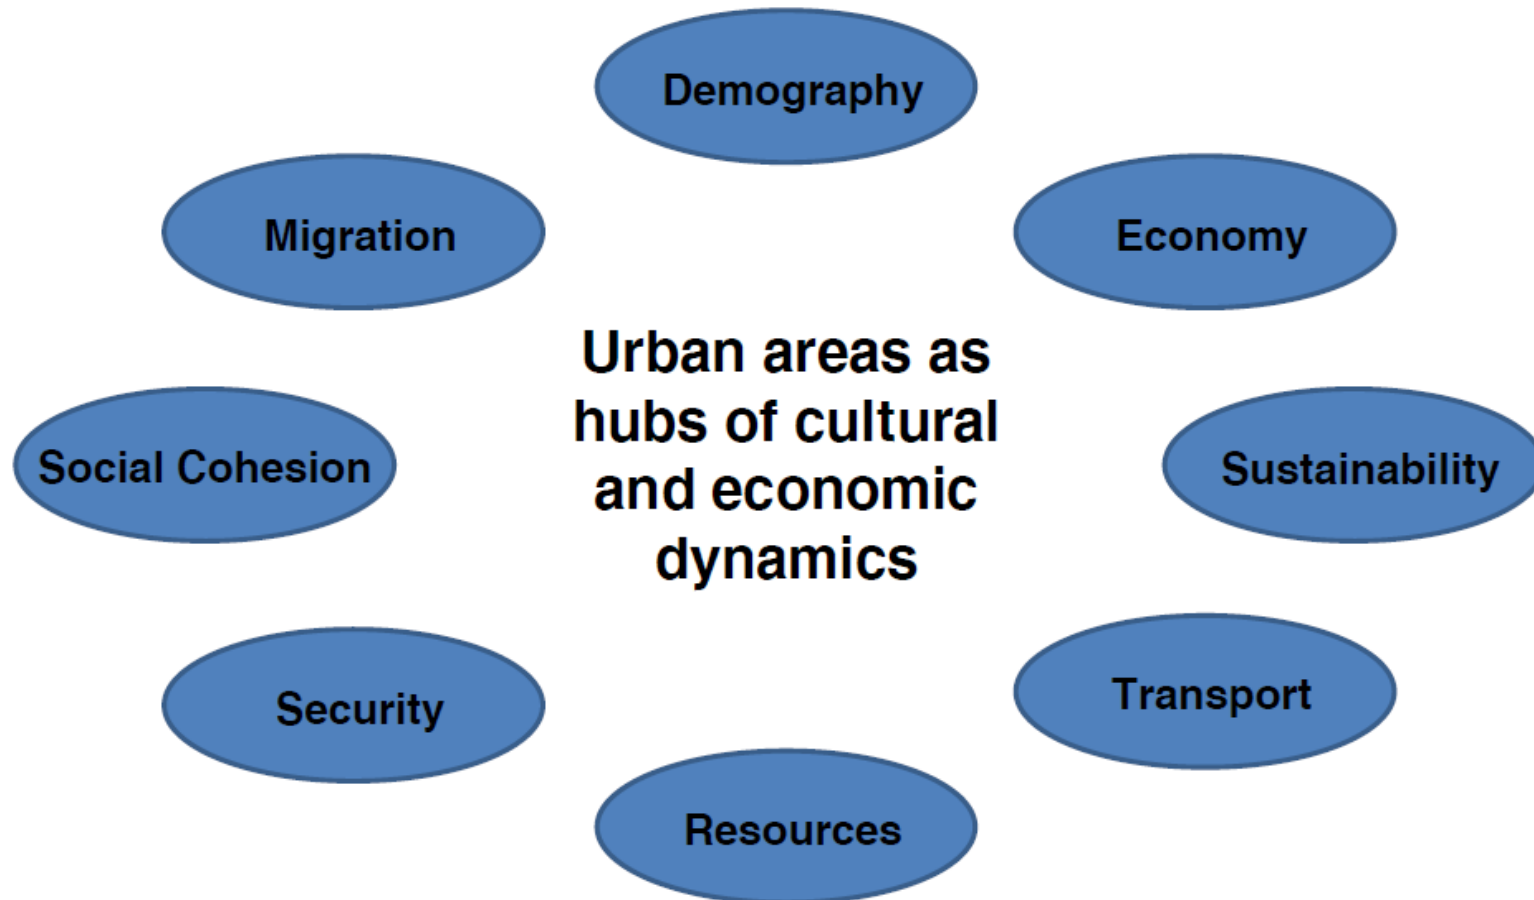 Demography
Migration
Economy
Urban areas as
hubs of cultural
and economic
dynamics
Social Cohesion
Sustainability
Security
Transport
Resources